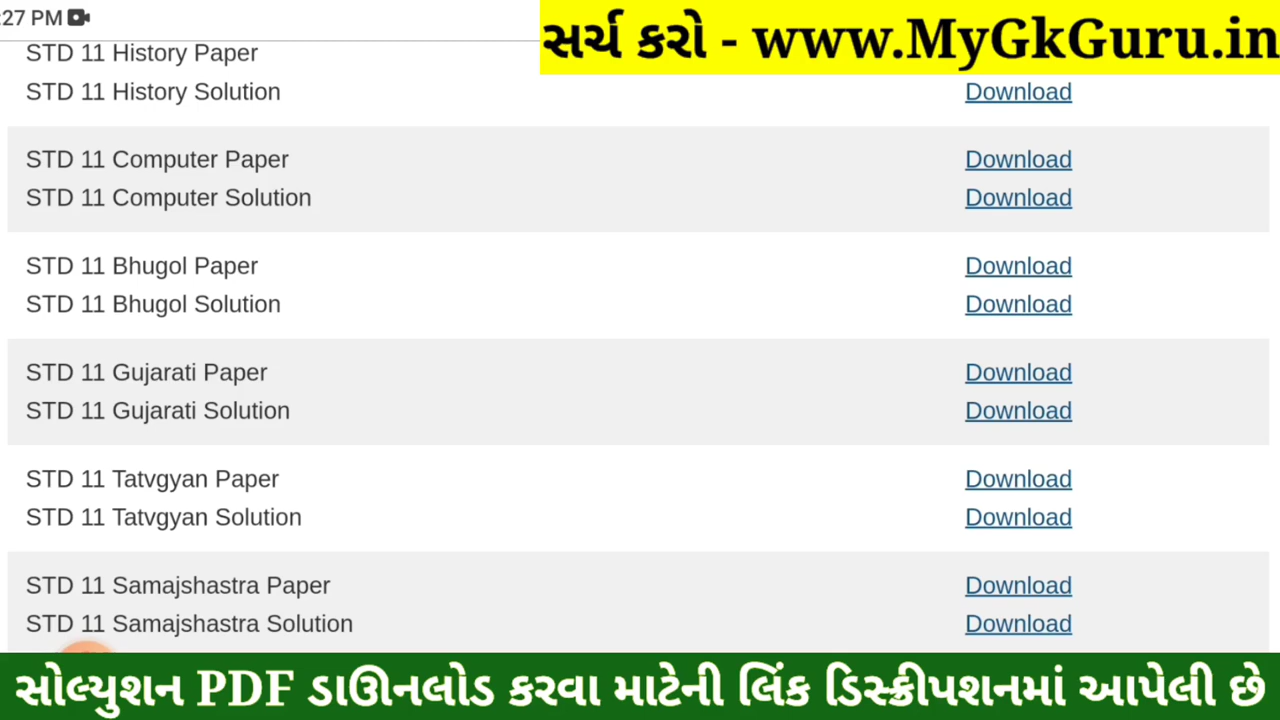 :27 PM
સર્ચ કરો - www.MyGkGuru.in
STD 11 History Paper
STD 11 History Solution Download
STD 11 Computer Paper Download
STD 11 Computer Solution Download
STD 11 Bhugol Paper Download
STD 11 Bhugol Solution Download
STD 11 Gujarati Paper Download
STD 11 Gujarati Solution Download
STD 11 Tatvgyan Paper Download
STD 11 Tatvgyan Solution Download
STD 11 Samajshastra Paper Download
STD 11 Samajshastra Solution Download
સોલ્યુશન PDF ડાઊનલોડ કરવા માટેની લિંક ડિસ્ક્રીપશનમાં આપેલી છે